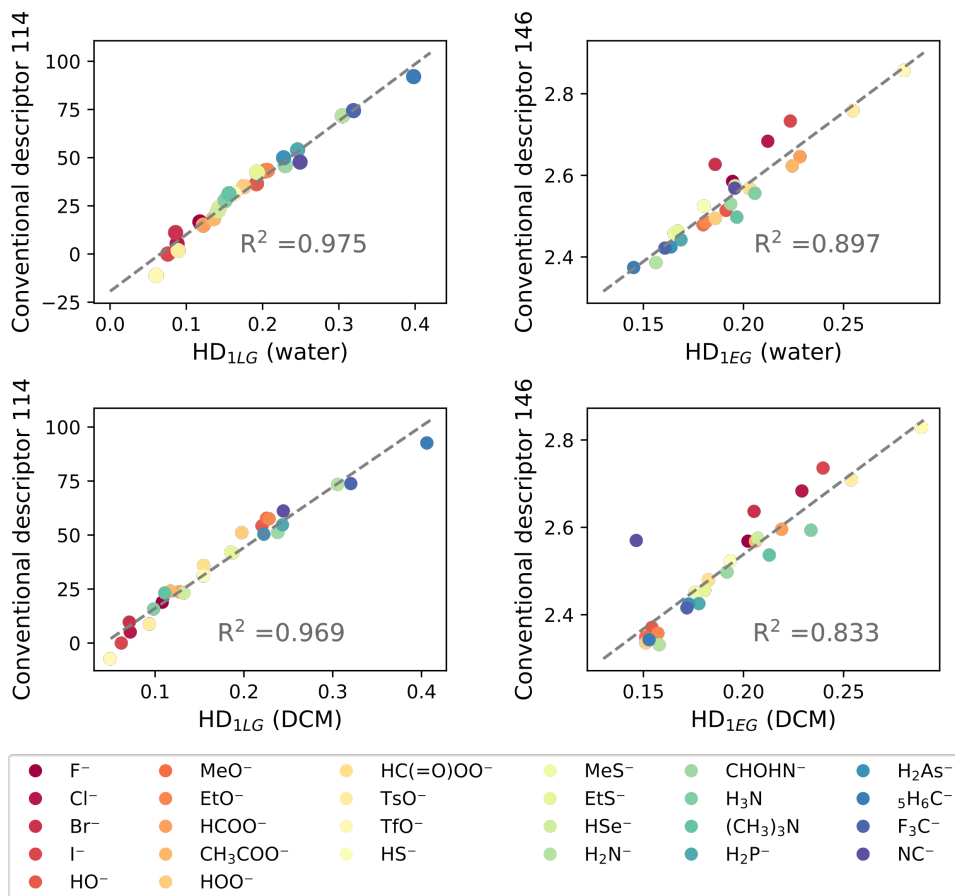 Conventional descriptor 114
100
75
50
25
0
−25
R² =0.975
0.0 0.1 0.2 0.3 0.4
HD₁LG (water)
Conventional descriptor 146
2.8
2.6
2.4
R² =0.897
0.15 0.20 0.25
HD₁EG (water)
Conventional descriptor 114
100
75
50
25
0
R² =0.969
0.1 0.2 0.3 0.4
HD₁LG (DCM)
Conventional descriptor 146
2.8
2.6
2.4
R² =0.833
0.15 0.20 0.25
HD₁EG (DCM)
F⁻
Cl⁻
Br⁻
I⁻
HO⁻
MeO⁻
EtO⁻
HCOO⁻
CH₃COO⁻
HOO⁻
HC(=O)OO⁻
TsO⁻
TfO⁻
HS⁻
MeS⁻
EtS⁻
HSe⁻
H₂N⁻
CHOHN⁻
H₃N
(CH₃)₃N
H₂P⁻
H₂As⁻
₅H₆C⁻
F₃C⁻
NC⁻